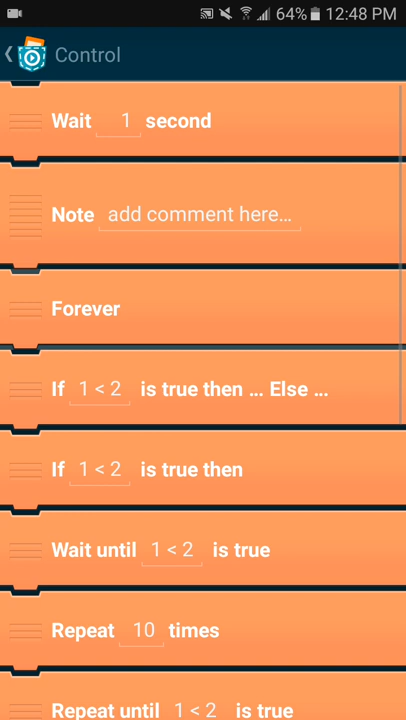 64% 12:48 PM
Control
Wait 1 second
Note add comment here...
Forever
If 1 < 2 is true then ... Else ...
If 1 < 2 is true then
Wait until 1 < 2 is true
Repeat 10 times
Repeat until 1 < 2 is true